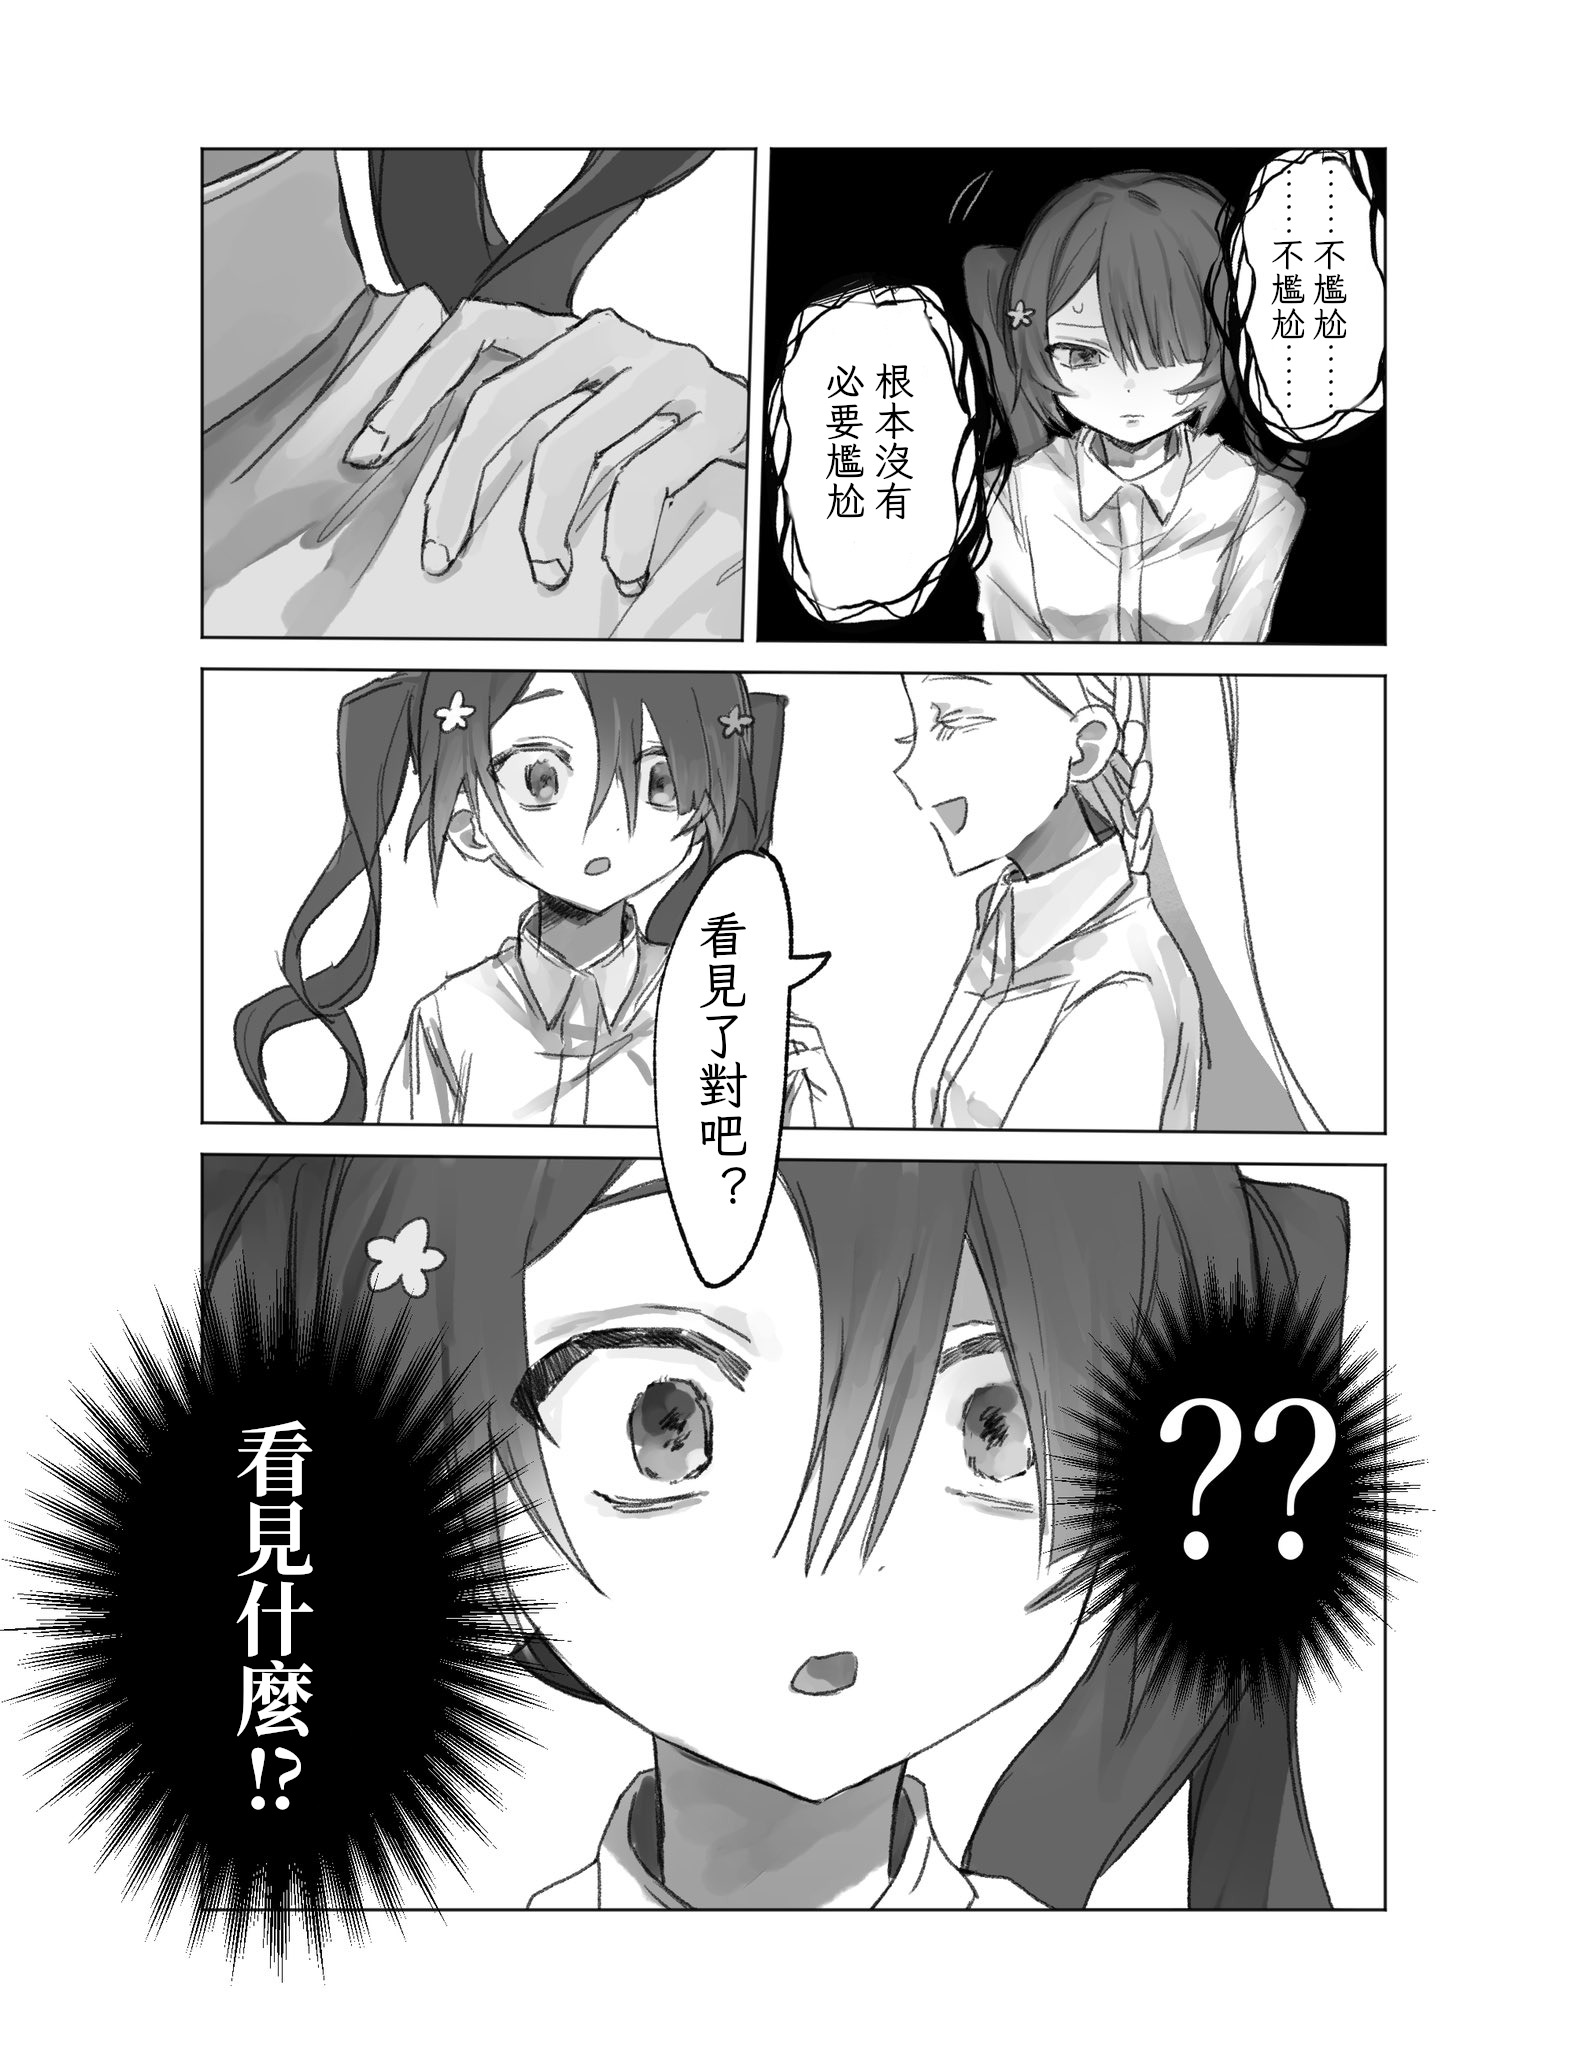 ……不尷尬……
……不尷尬……
根本沒有
必要尷尬
看見了對吧？
？？
看見什麼!?